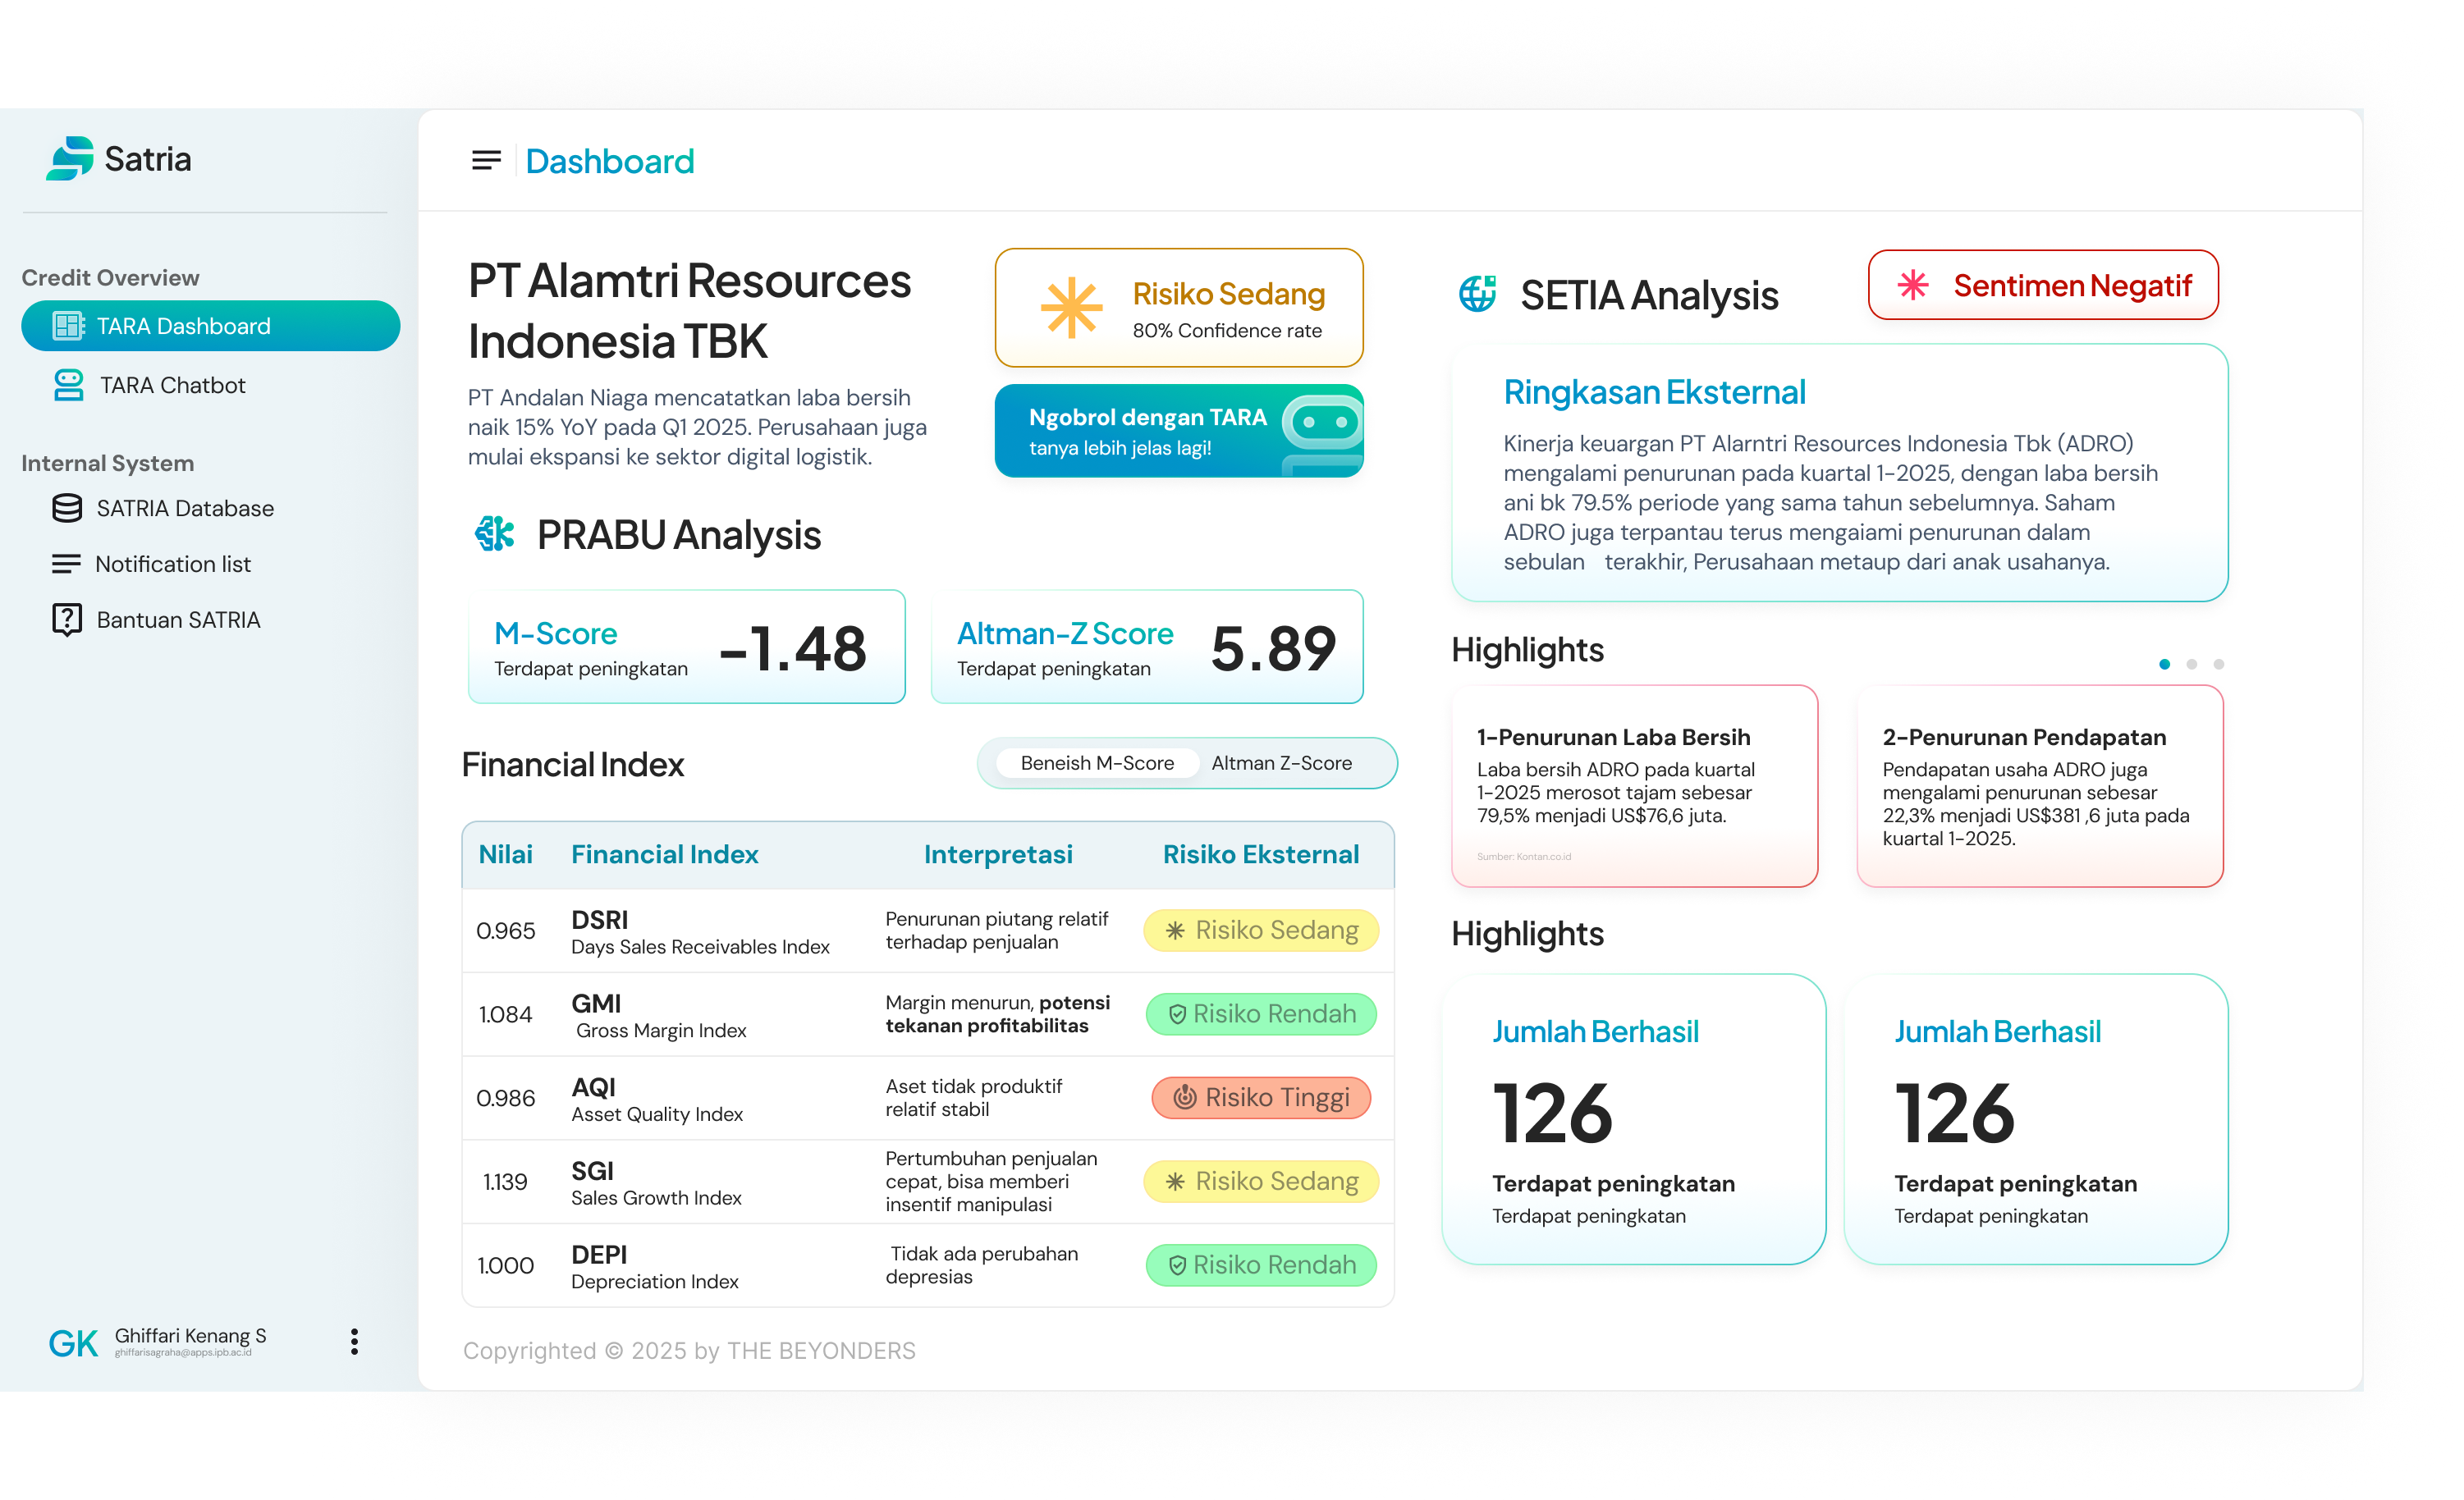 Satria
Credit Overview
TARA Dashboard
TARA Chatbot
Internal System
SATRIA Database
Notification list
Bantuan SATRIA
GK
Ghiffari Kenang S
ghiffarisagraha@apps.ipb.ac.id
Dashboard
PT Alamtri Resources
Indonesia TBK
PT Andalan Niaga mencatatkan laba bersih
naik 15% YoY pada Q1 2025. Perusahaan juga
mulai ekspansi ke sektor digital logistik.
Risiko Sedang
80% Confidence rate
Ngobrol dengan TARA
tanya lebih jelas lagi!
PRABU Analysis
M-Score
Terdapat peningkatan
-1.48
Altman-Z Score
Terdapat peningkatan
5.89
Financial Index
Beneish M-Score
Altman Z-Score
Nilai Financial Index Interpretasi Risiko Eksternal
0.965
DSRI
Days Sales Receivables Index
Penurunan piutang relatif
terhadap penjualan
Risiko Sedang
1.084
GMI
Gross Margin Index
Margin menurun, potensi
tekanan profitabilitas
Risiko Rendah
0.986
AQI
Asset Quality Index
Aset tidak produktif
relatif stabil
Risiko Tinggi
1.139
SGI
Sales Growth Index
Pertumbuhan penjualan
cepat, bisa memberi
insentif manipulasi
Risiko Sedang
1.000
DEPI
Depreciation Index
Tidak ada perubahan
depresias
Risiko Rendah
Copyrighted © 2025 by THE BEYONDERS
SETIA Analysis
Sentimen Negatif
Ringkasan Eksternal
Kinerja keuargan PT Alarntri Resources Indonesia Tbk (ADRO)
mengalami penurunan pada kuartal 1-2025, dengan laba bersih
ani bk 79.5% periode yang sama tahun sebelumnya. Saham
ADRO juga terpantau terus mengaiami penurunan dalam
sebulan terakhir, Perusahaan metaup dari anak usahanya.
Highlights
1-Penurunan Laba Bersih
Laba bersih ADRO pada kuartal
1-2025 merosot tajam sebesar
79,5% menjadi US$76,6 juta.
Sumber: Kontan.co.id
2-Penurunan Pendapatan
Pendapatan usaha ADRO juga
mengalami penurunan sebesar
22,3% menjadi US$381 ,6 juta pada
kuartal 1-2025.
Highlights
Jumlah Berhasil
126
Terdapat peningkatan
Terdapat peningkatan
Jumlah Berhasil
126
Terdapat peningkatan
Terdapat peningkatan